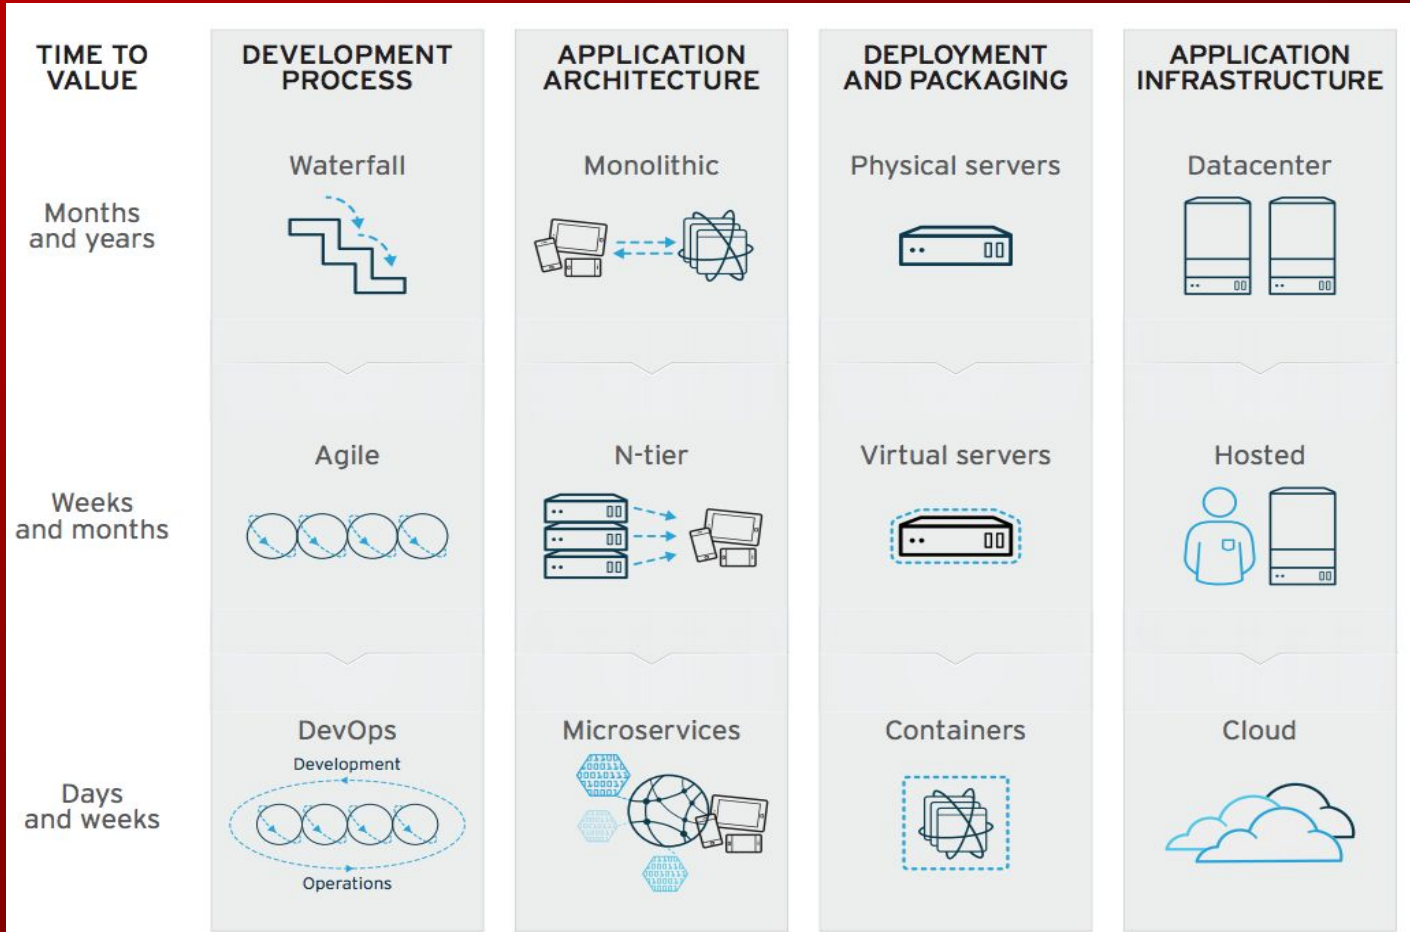 TIME TO
VALUE
DEVELOPMENT
PROCESS
APPLICATION
ARCHITECTURE
DEPLOYMENT
AND PACKAGING
APPLICATION
INFRASTRUCTURE
Months
and years
Waterfall
Monolithic
Physical servers
Datacenter
Weeks
and months
Agile
N-tier
Virtual servers
Hosted
Days
and weeks
DevOps
Development
Operations
Microservices
Containers
Cloud